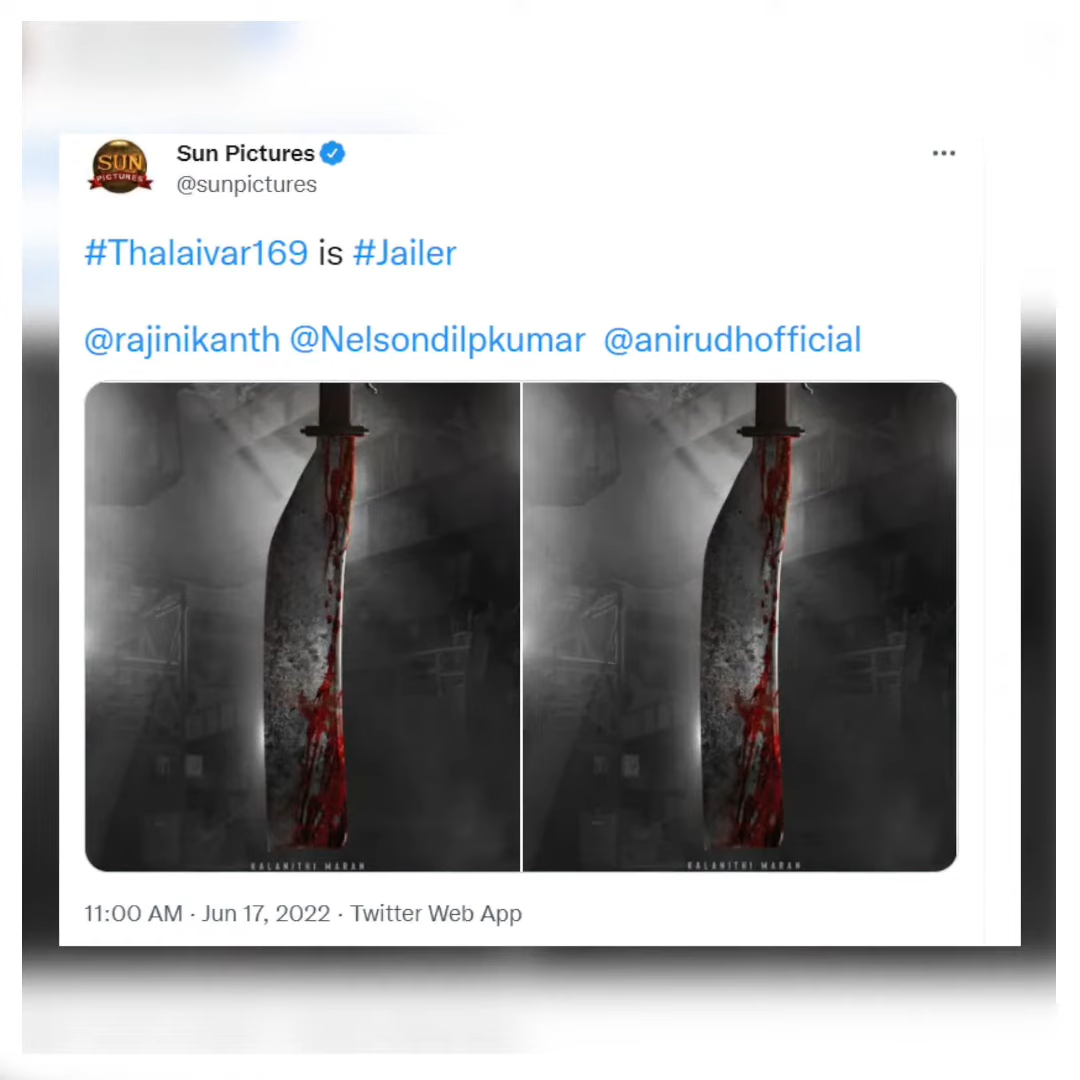 SUN
PICTURES
Sun Pictures
@sunpictures
#Thalaivar169 is #Jailer
@rajinikanth @Nelsondilpkumar @anirudhofficial
KALANITHI MARAN
KALANITHI MARAN
11:00 AM · Jun 17, 2022 · Twitter Web App